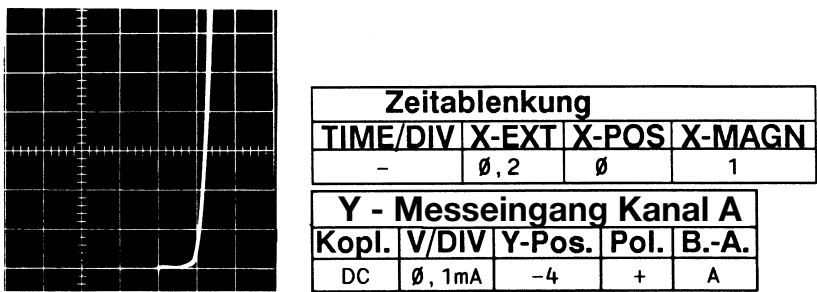 Zeitablenkung
TIME/DIV X-EXT X-POS X-MAGN
– Ø,2 Ø 1
Y - Messeingang Kanal A
Kopl. V/DIV Y-Pos. Pol. B.-A.
DC Ø,1mA –4 + A